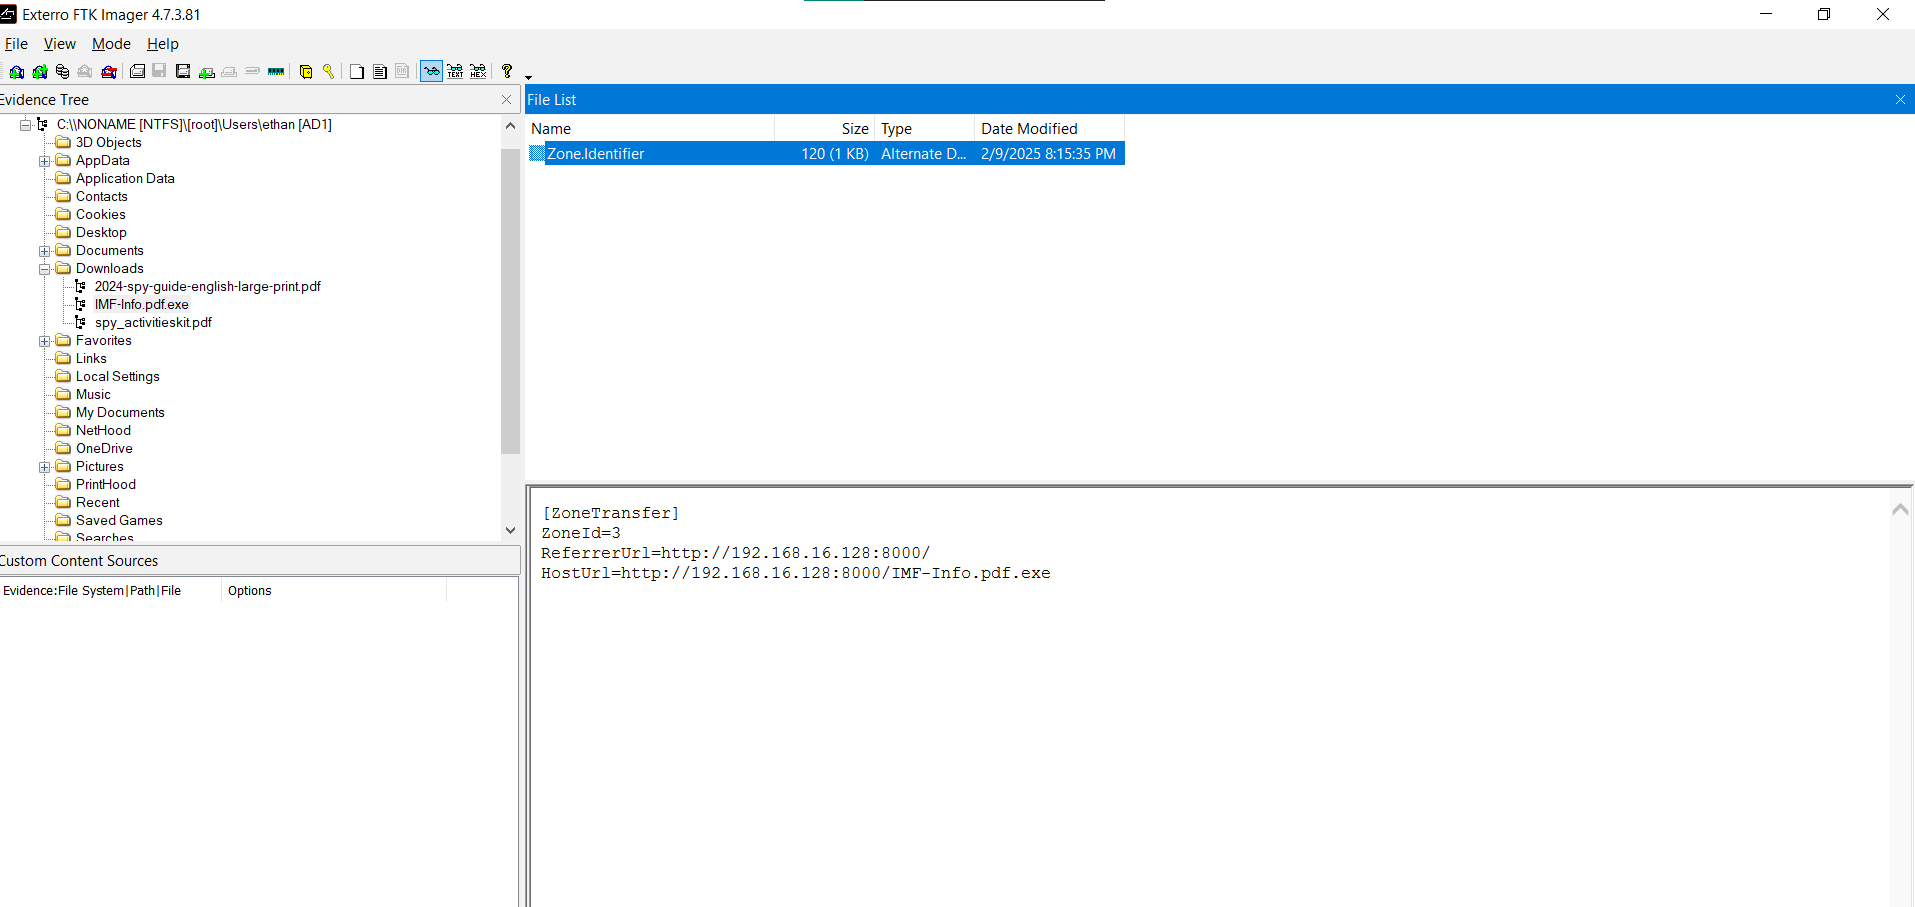 Exterro FTK Imager 4.7.3.81
File View Mode Help
TEXT HEX
Evidence Tree
C:\\NONAME [NTFS]\[root]\Users\ethan [AD1]
3D Objects
AppData
Application Data
Contacts
Cookies
Desktop
Documents
Downloads
2024-spy-guide-english-large-print.pdf
IMF-Info.pdf.exe
spy_activitieskit.pdf
Favorites
Links
Local Settings
Music
My Documents
NetHood
OneDrive
Pictures
PrintHood
Recent
Saved Games
Searches
Custom Content Sources
Evidence:File System|Path|File Options
File List
Name Size Type Date Modified
Zone.Identifier 120 (1 KB) Alternate D... 2/9/2025 8:15:35 PM
[ZoneTransfer]
ZoneId=3
ReferrerUrl=http://192.168.16.128:8000/
HostUrl=http://192.168.16.128:8000/IMF-Info.pdf.exe